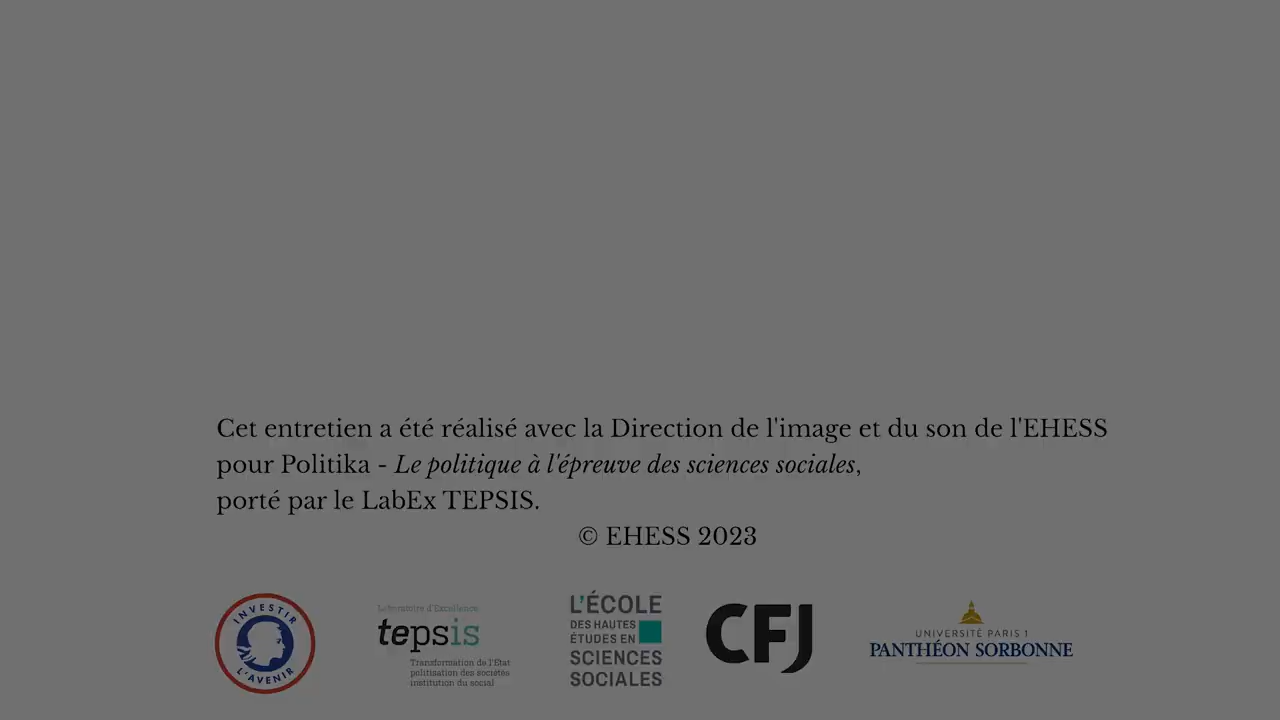 Cet entretien a été réalisé avec la Direction de l'image et du son de l'EHESS
pour Politika - Le politique à l'épreuve des sciences sociales,
porté par le LabEx TEPSIS.
© EHESS 2023
INVESTIR
L'AVENIR
Laboratoire d'Excellence
tepsis
Transformation de l'État
politisation des sociétés
institution du social
L'ÉCOLE
DES HAUTES
ÉTUDES EN
SCIENCES
SOCIALES
CFJ
UNIVERSITÉ PARIS 1
PANTHÉON SORBONNE